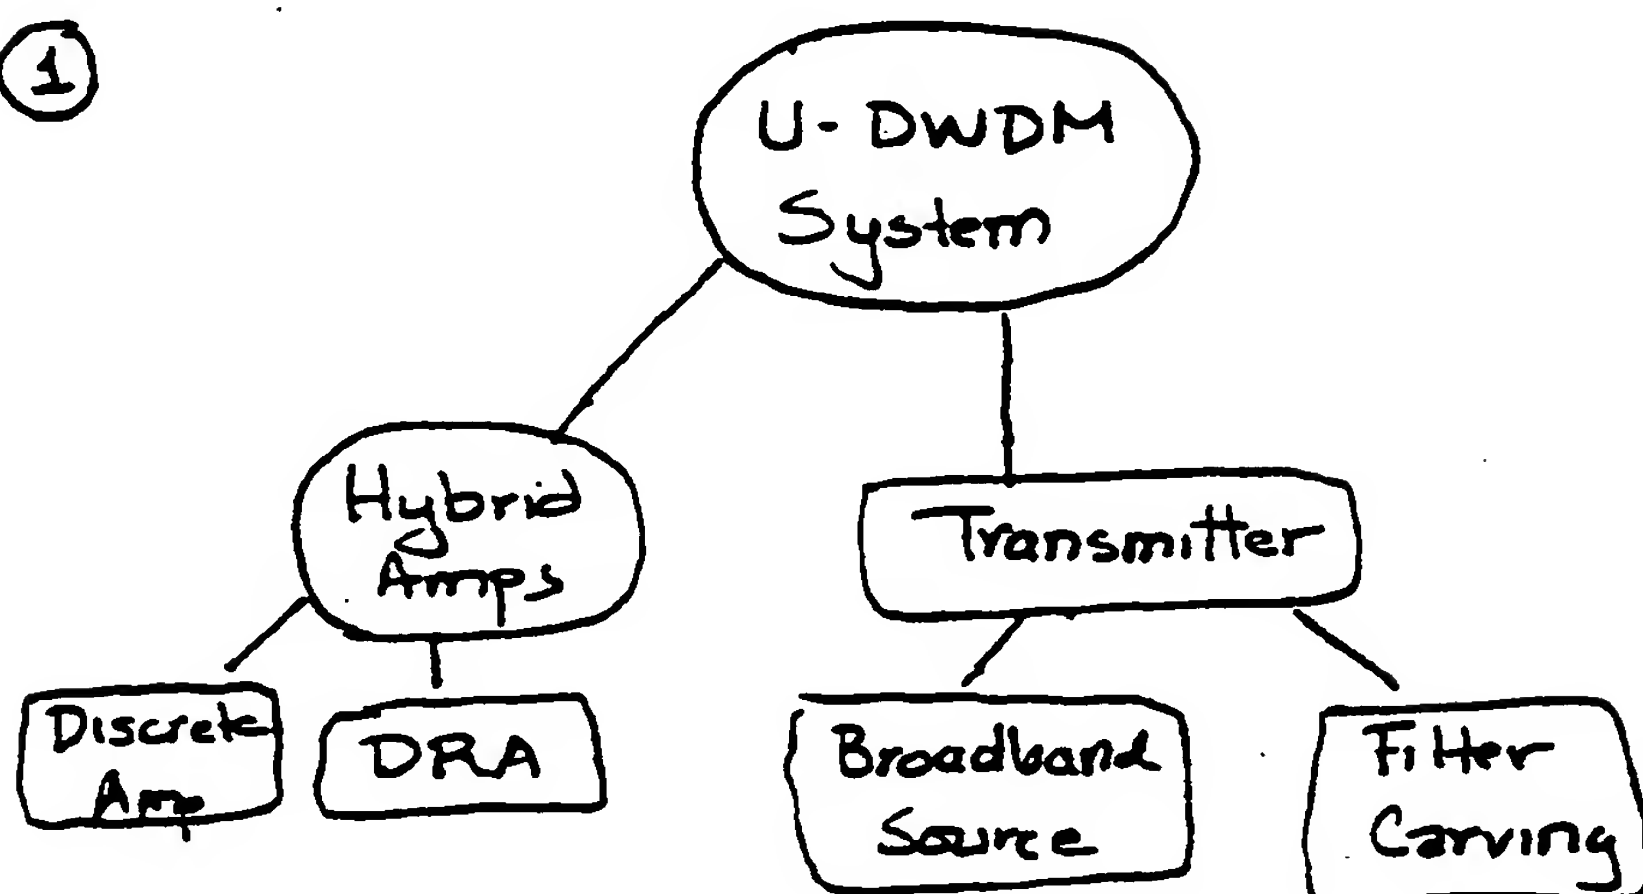 1
U-DWDM
System
Hybrid
Amps
Transmitter
Discrete
Amp
DRA
Broadband
Source
Filter
Carving